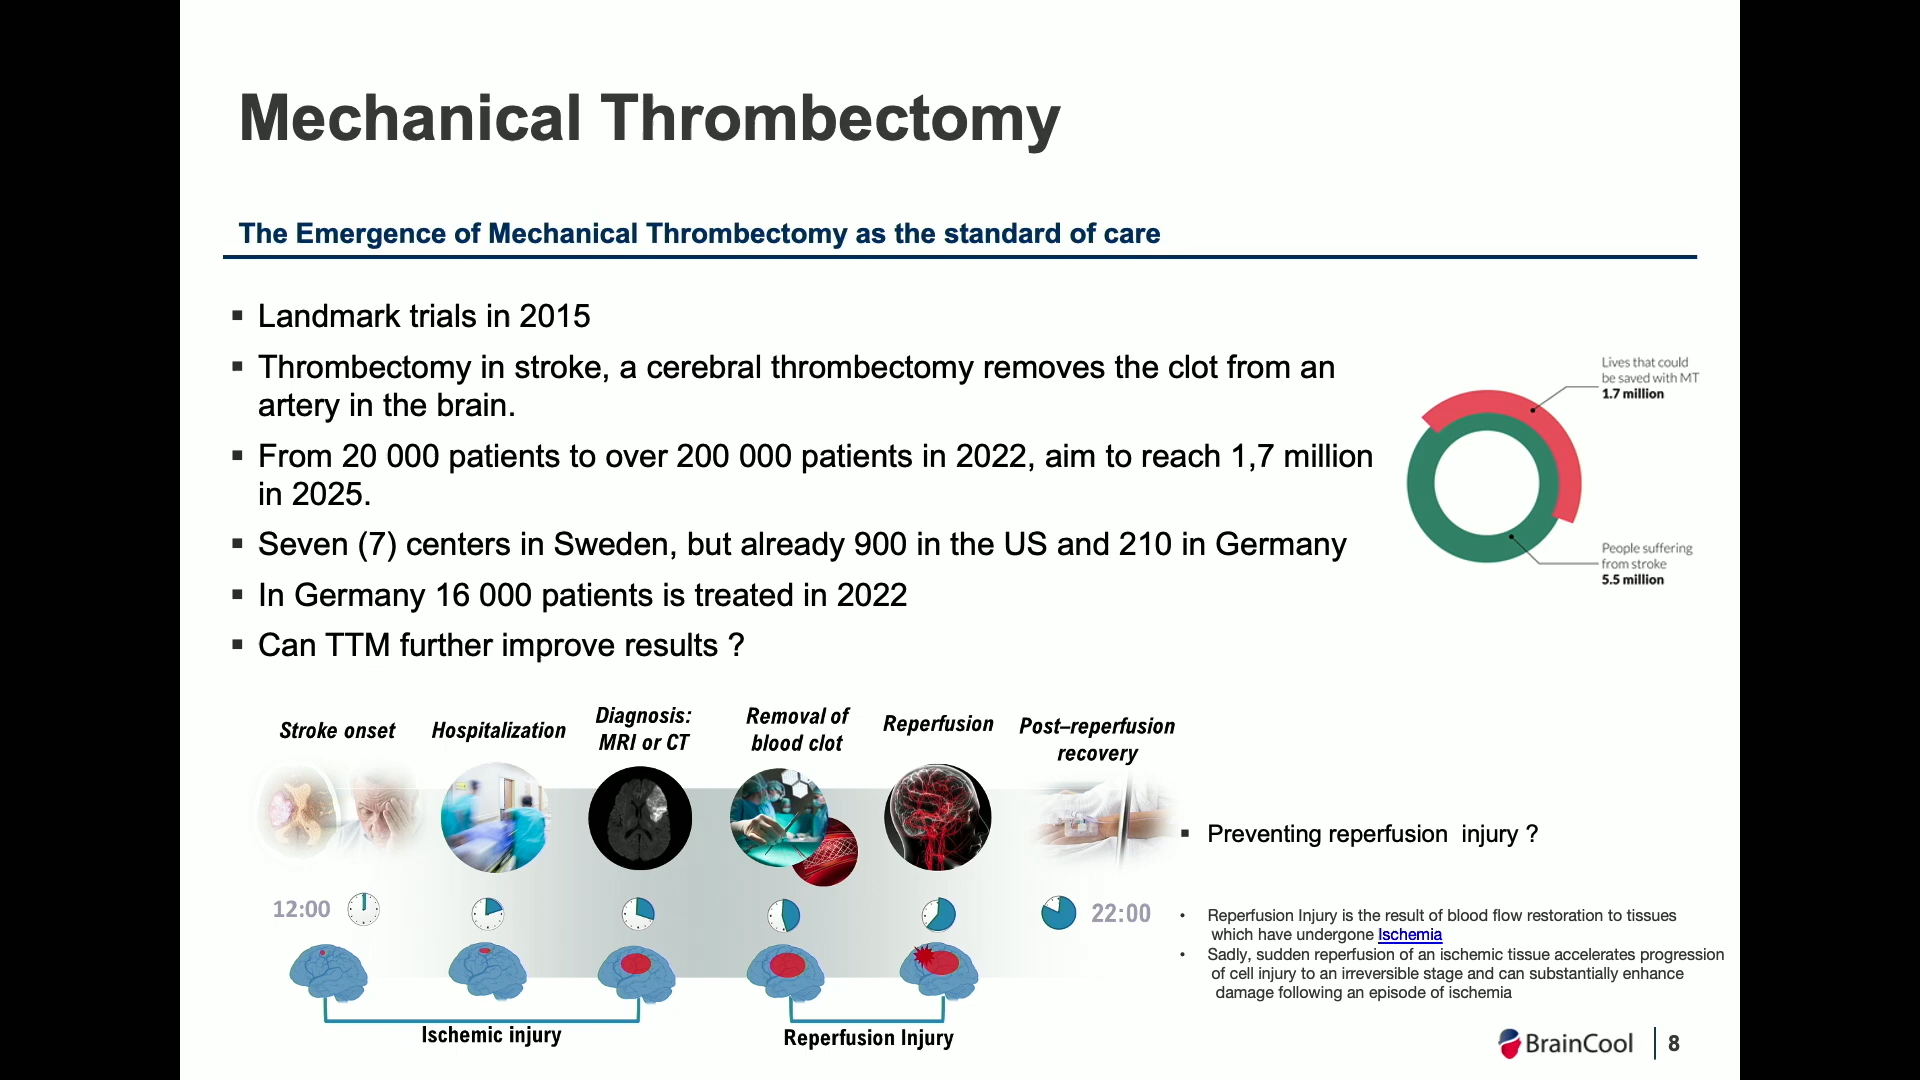 Mechanical Thrombectomy
The Emergence of Mechanical Thrombectomy as the standard of care
▪ Landmark trials in 2015
▪ Thrombectomy in stroke, a cerebral thrombectomy removes the clot from an
artery in the brain.
▪ From 20 000 patients to over 200 000 patients in 2022, aim to reach 1,7 million
in 2025.
▪ Seven (7) centers in Sweden, but already 900 in the US and 210 in Germany
▪ In Germany 16 000 patients is treated in 2022
▪ Can TTM further improve results ?
Lives that could
be saved with MT
1.7 million
People suffering
from stroke
5.5 million
Stroke onset
Hospitalization
Diagnosis:
MRI or CT
Removal of
blood clot
Reperfusion
Post–reperfusion
recovery
12:00
22:00
Ischemic injury
Reperfusion Injury
▪ Preventing reperfusion injury ?
• Reperfusion Injury is the result of blood flow restoration to tissues
which have undergone Ischemia
• Sadly, sudden reperfusion of an ischemic tissue accelerates progression
of cell injury to an irreversible stage and can substantially enhance
damage following an episode of ischemia
BrainCool
8